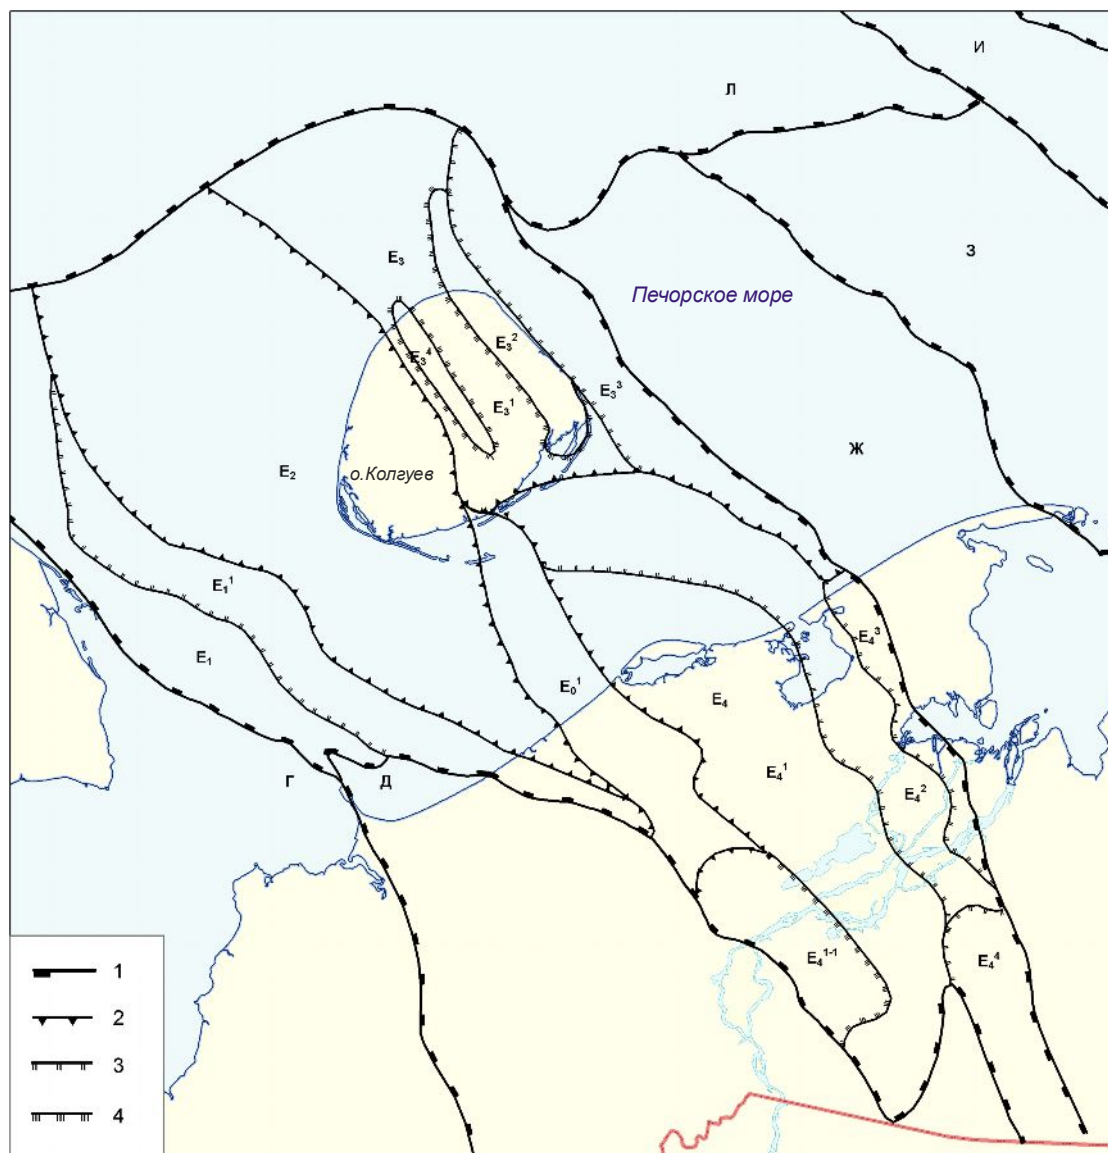 И
Л
З
Е₃
Печорское море
Е₃²
Е₃⁴
Е₃³
Е₃¹
Ж
Е₂
о.Колгуев
Е₁¹
Е₄³
Е₁
Е₀¹
Е₄
Г
Д
Е₄¹
Е₄²
Е₄¹⁻¹
Е₄⁴
1
2
3
4